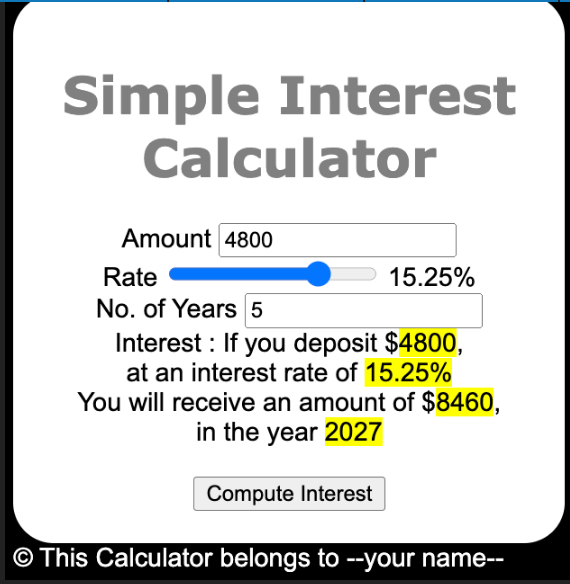 Simple Interest
Calculator
Amount 4800
Rate 15.25%
No. of Years 5
Interest : If you deposit $4800,
at an interest rate of 15.25%
You will receive an amount of $8460,
in the year 2027
Compute Interest
© This Calculator belongs to --your name--